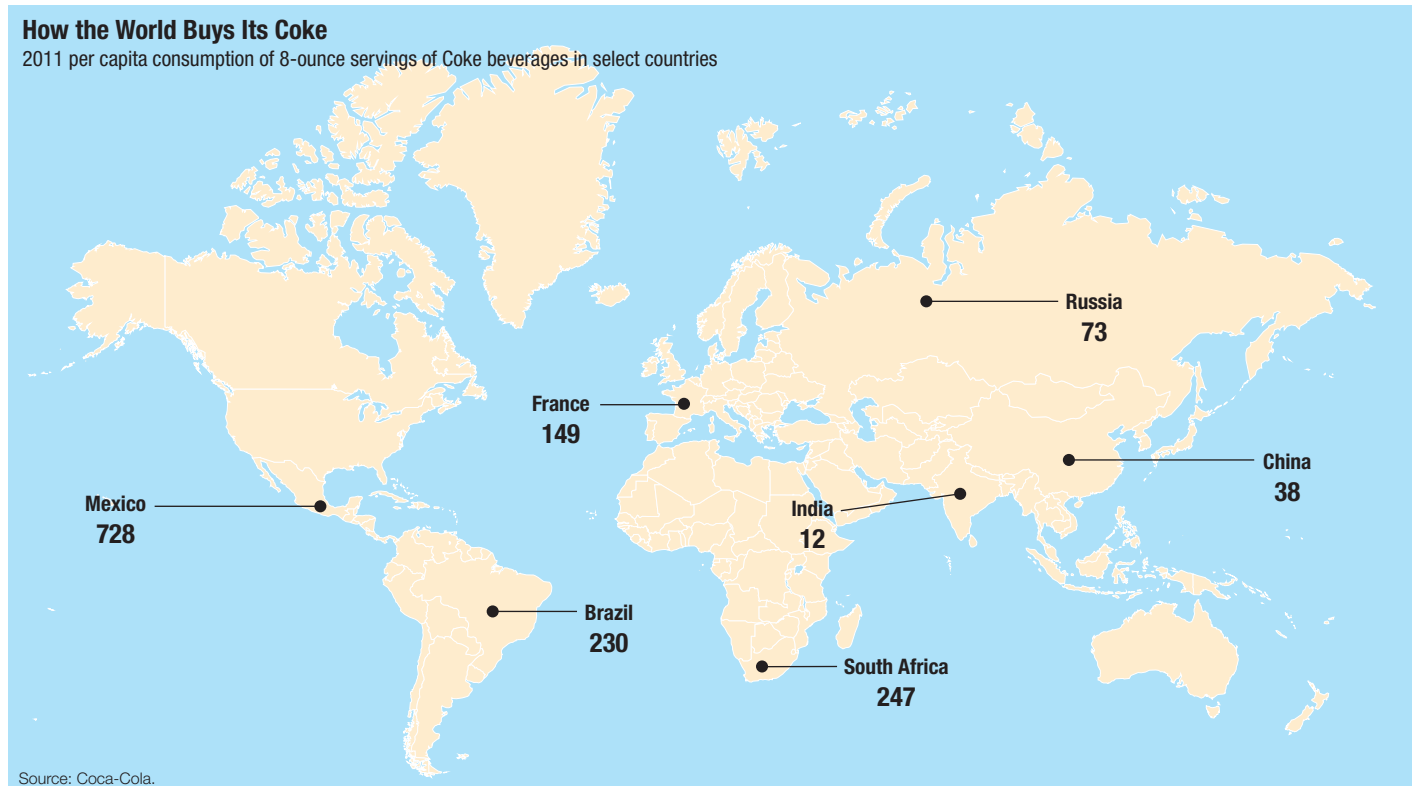 How the World Buys Its Coke
2011 per capita consumption of 8-ounce servings of Coke beverages in select countries
Russia
73
France
149
China
38
Mexico
728
India
12
Brazil
230
South Africa
247
Source: Coca-Cola.